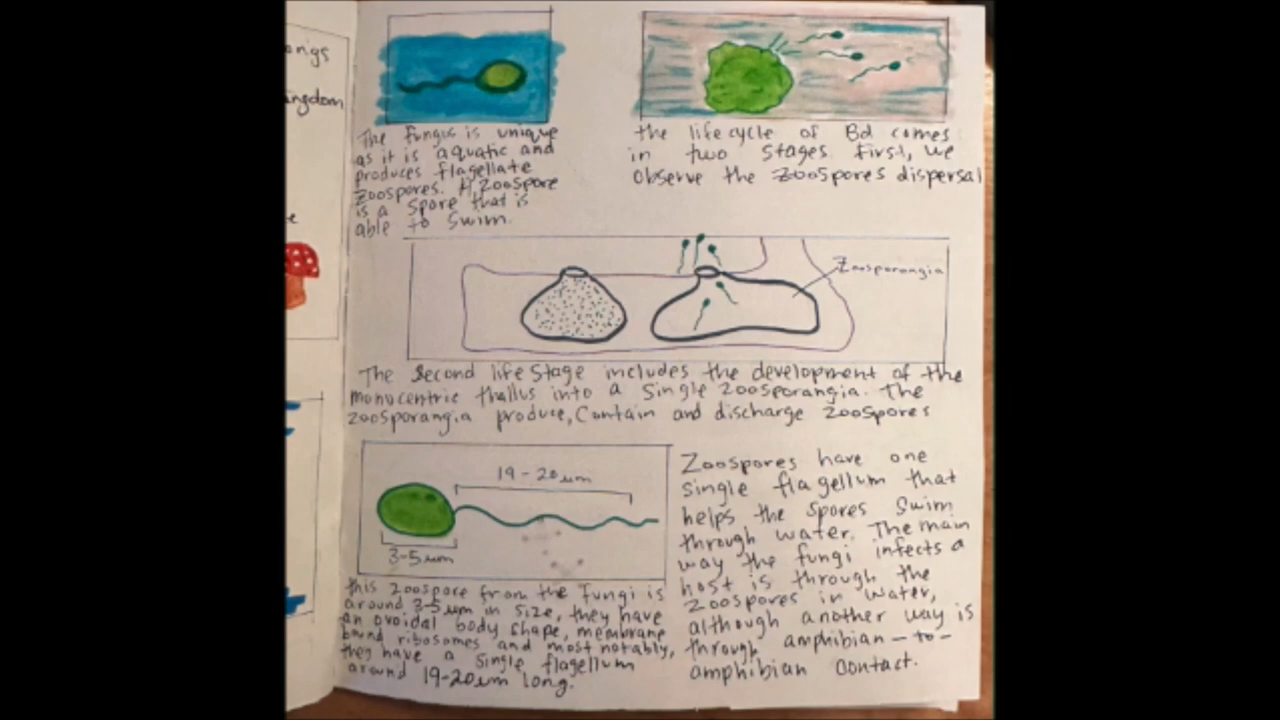 ongs
ingdom
e
The fungus is unique
as it is aquatic and
produces flagellate
Zoospores. A Zoospore
is a spore that is
able to swim.
the life cycle of Bd comes
in two stages. First, we
observe the Zoospores dispersal
Zoosporangia
The second life stage includes the development of the
monocentric thallus into a single zoosporangia. The
zoosporangia produce, contain and discharge zoospores
19-20um
3-5um
this zoospore from the fungi is
around 3-5um in size, they have
an ovoidal body shape, membrane
bound ribosomes and most notably,
they have a single flagellum
around 19-20um long.
Zoospores have one
single flagellum that
helps the spores swim
through water. The main
way the fungi infects a
host is through the
zoospores in water,
although another way is
through amphibian-to-
amphibian contact.